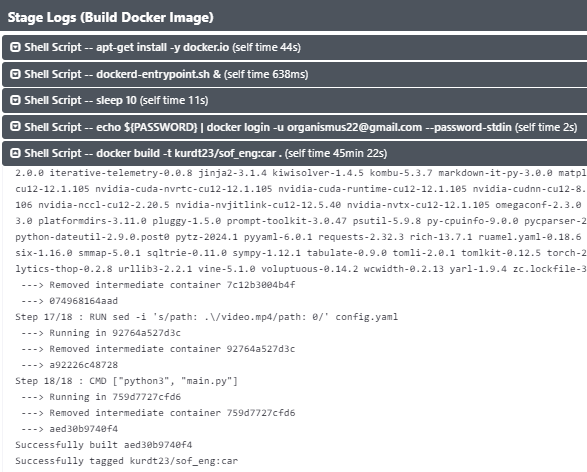 Stage Logs (Build Docker Image)
Shell Script -- apt-get install -y docker.io (self time 44s)
Shell Script -- dockerd-entrypoint.sh & (self time 638ms)
Shell Script -- sleep 10 (self time 11s)
Shell Script -- echo ${PASSWORD} | docker login -u organismus22@gmail.com --password-stdin (self time 2s)
Shell Script -- docker build -t kurdt23/sof_eng:car . (self time 45min 22s)
2.0.0 iterative-telemetry-0.0.8 jinja2-3.1.4 kiwisolver-1.4.5 kombu-5.3.7 markdown-it-py-3.0.0 matpl
cu12-12.1.105 nvidia-cuda-nvrtc-cu12-12.1.105 nvidia-cuda-runtime-cu12-12.1.105 nvidia-cudnn-cu12-8.
106 nvidia-nccl-cu12-2.20.5 nvidia-nvjitlink-cu12-12.5.40 nvidia-nvtx-cu12-12.1.105 omegaconf-2.3.0
3.0 platformdirs-3.11.0 pluggy-1.5.0 prompt-toolkit-3.0.47 psutil-5.9.8 py-cpuinfo-9.0.0 pycparser-2
python-dateutil-2.9.0.post0 pytz-2024.1 pyyaml-6.0.1 requests-2.32.3 rich-13.7.1 ruamel.yaml-0.18.6
six-1.16.0 smmap-5.0.1 sqltrie-0.11.0 sympy-1.12.1 tabulate-0.9.0 tomli-2.0.1 tomlkit-0.12.5 torch-2
lytics-thop-0.2.8 urllib3-2.2.1 vine-5.1.0 voluptuous-0.14.2 wcwidth-0.2.13 yarl-1.9.4 zc.lockfile-3
---> Removed intermediate container 7c12b3004b4f
---> 074968164aad
Step 17/18 : RUN sed -i 's/path: .\/video.mp4/path: 0/' config.yaml
---> Running in 92764a527d3c
---> Removed intermediate container 92764a527d3c
---> a92226c48728
Step 18/18 : CMD ["python3", "main.py"]
---> Running in 759d7727cfd6
---> Removed intermediate container 759d7727cfd6
---> aed30b9740f4
Successfully built aed30b9740f4
Successfully tagged kurdt23/sof_eng:car